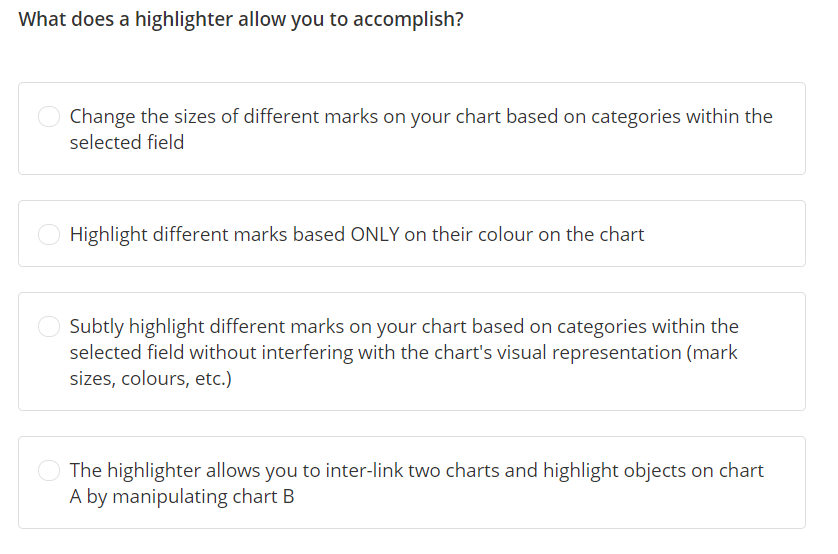 What does a highlighter allow you to accomplish?
Change the sizes of different marks on your chart based on categories within the
selected field
Highlight different marks based ONLY on their colour on the chart
Subtly highlight different marks on your chart based on categories within the
selected field without interfering with the chart's visual representation (mark
sizes, colours, etc.)
The highlighter allows you to inter-link two charts and highlight objects on chart
A by manipulating chart B